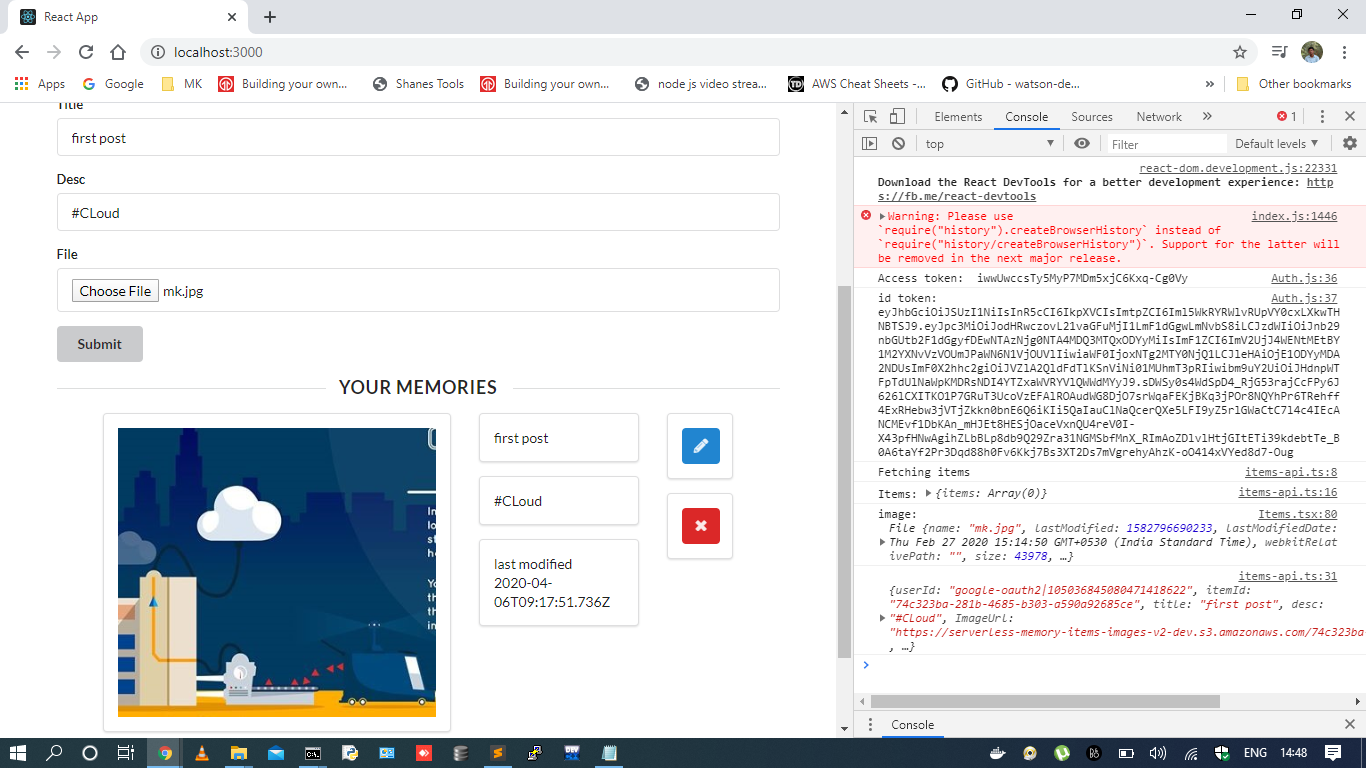 React App
localhost:3000
Apps Google MK Building your own... Shanes Tools Building your own... node js video strea... AWS Cheat Sheets -... GitHub - watson-de... » Other bookmarks
Title
first post
Desc
#CLoud
File
Choose File mk.jpg
Submit
YOUR MEMORIES
first post
#CLoud
last modified
2020-04-
06T09:17:51.736Z
Elements Console Sources Network » 1
top Filter Default levels
react-dom.development.js:22331
Download the React DevTools for a better development experience: http
s://fb.me/react-devtools
Warning: Please use index.js:1446
`require("history").createBrowserHistory` instead of
`require("history/createBrowserHistory")`. Support for the latter will
be removed in the next major release.
Access token: iwwUwccsTy5MyP7MDm5xjC6Kxq-Cg0Vy Auth.js:36
id token: Auth.js:37
Fetching items items-api.ts:8
Items: {items: Array(0)} items-api.ts:16
image: Items.tsx:80
File {name: "mk.jpg", lastModified: 1582796690233, lastModifiedDate:
Thu Feb 27 2020 15:14:50 GMT+0530 (India Standard Time), webkitRelat
ivePath: "", size: 43978, …}
items-api.ts:31
{userId: "google-oauth2|105036845080471418622", itemId:
"74c323ba-281b-4685-b303-a590a92685ce", title: "first post", desc:
"#CLoud", ImageUrl:
"https://serverless-memory-items-images-v2-dev.s3.amazonaws.com/74c323ba
, …}
Console
ENG 14:48